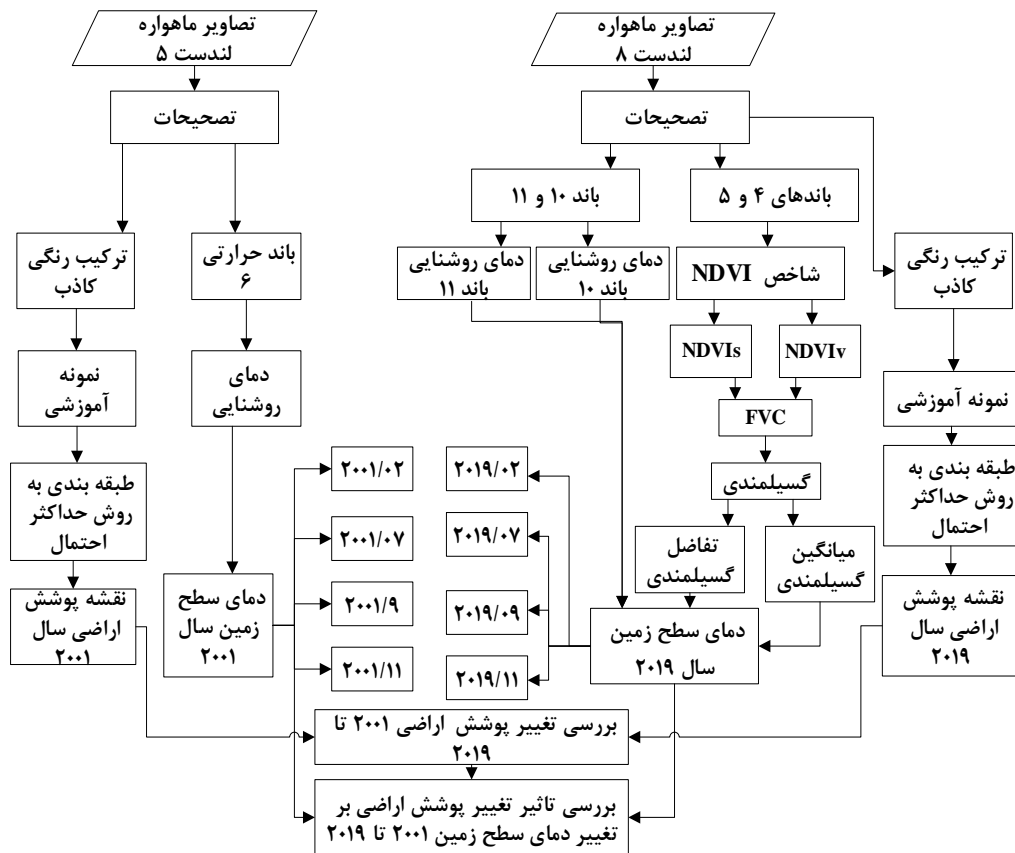 تصاویر ماهواره
لندست ۸
تصاویر ماهواره
لندست ۵
تصحیحات
تصحیحات
باندهای ۴ و ۵
باند ۱۰ و ۱۱
ترکیب رنگی
کاذب
شاخص NDVI
دمای روشنایی
باند ۱۰
دمای روشنایی
باند ۱۱
باند حرارتی
۶
ترکیب رنگی
کاذب
NDVIv
NDVIs
نمونه آموزشی
FVC
دمای
روشنایی
نمونه
آموزشی
طبقه بندی به
روش حداکثر
احتمال
گسیلمندی
۲۰۱۹/۰۲
۲۰۰۱/۰۲
طبقه بندی به
روش حداکثر
احتمال
میانگین
گسیلمندی
تفاضل
گسیلمندی
۲۰۱۹/۰۷
۲۰۰۱/۰۷
نقشه پوشش
اراضی سال
۲۰۱۹
دمای سطح زمین
سال ۲۰۱۹
۲۰۱۹/۰۹
۲۰۰۱/۹
دمای سطح
زمین سال
۲۰۰۱
نقشه پوشش
اراضی سال
۲۰۰۱
۲۰۱۹/۱۱
۲۰۰۱/۱۱
بررسی تغییر پوشش اراضی ۲۰۰۱ تا
۲۰۱۹
بررسی تاثیر تغییر پوشش اراضی بر
تغییر دمای سطح زمین ۲۰۰۱ تا ۲۰۱۹